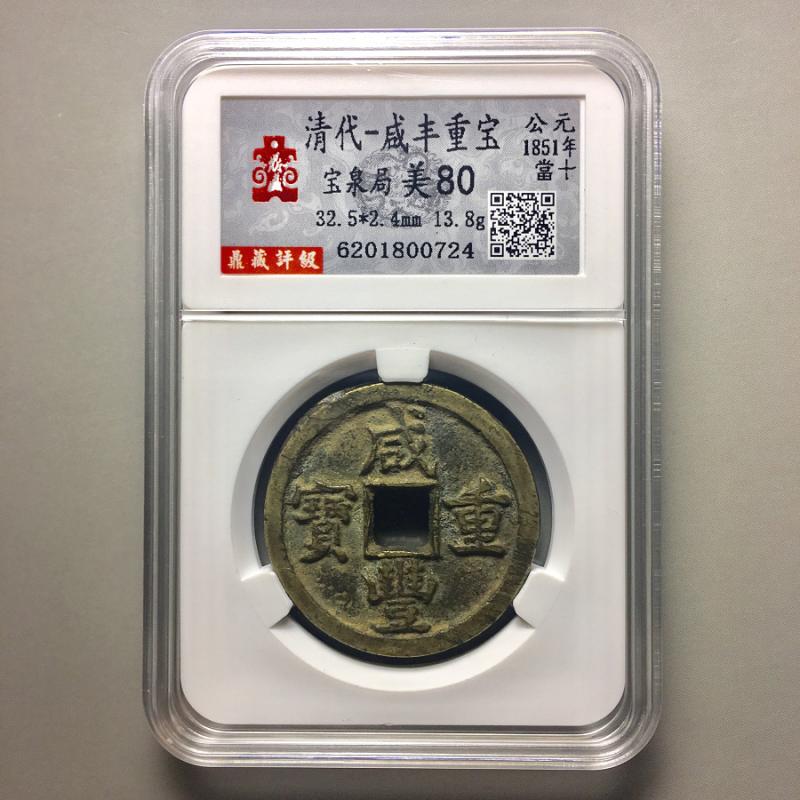 清代-咸丰重宝
公元
1851年
當十
宝泉局 美80
32.5*2.4mm 13.8g
鼎藏評級
6201800724
咸
寶 重
豐